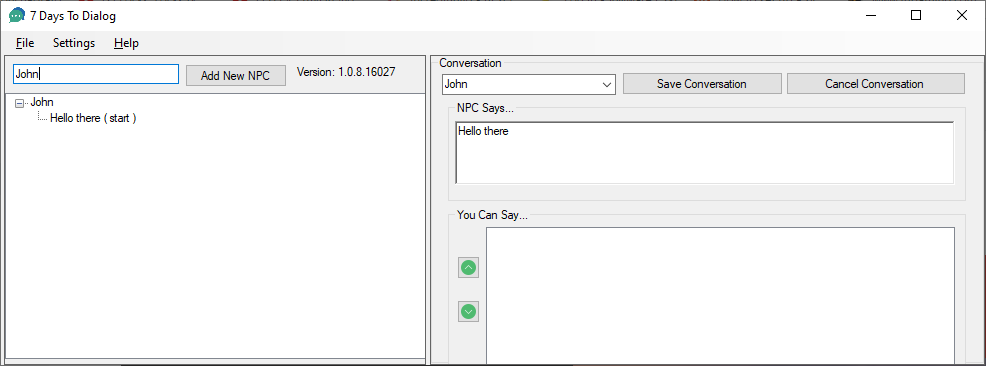 7 Days To Dialog
File Settings Help
John
Add New NPC
Version: 1.0.8.16027
John
Hello there ( start )
Conversation
John
Save Conversation
Cancel Conversation
NPC Says...
Hello there
You Can Say...